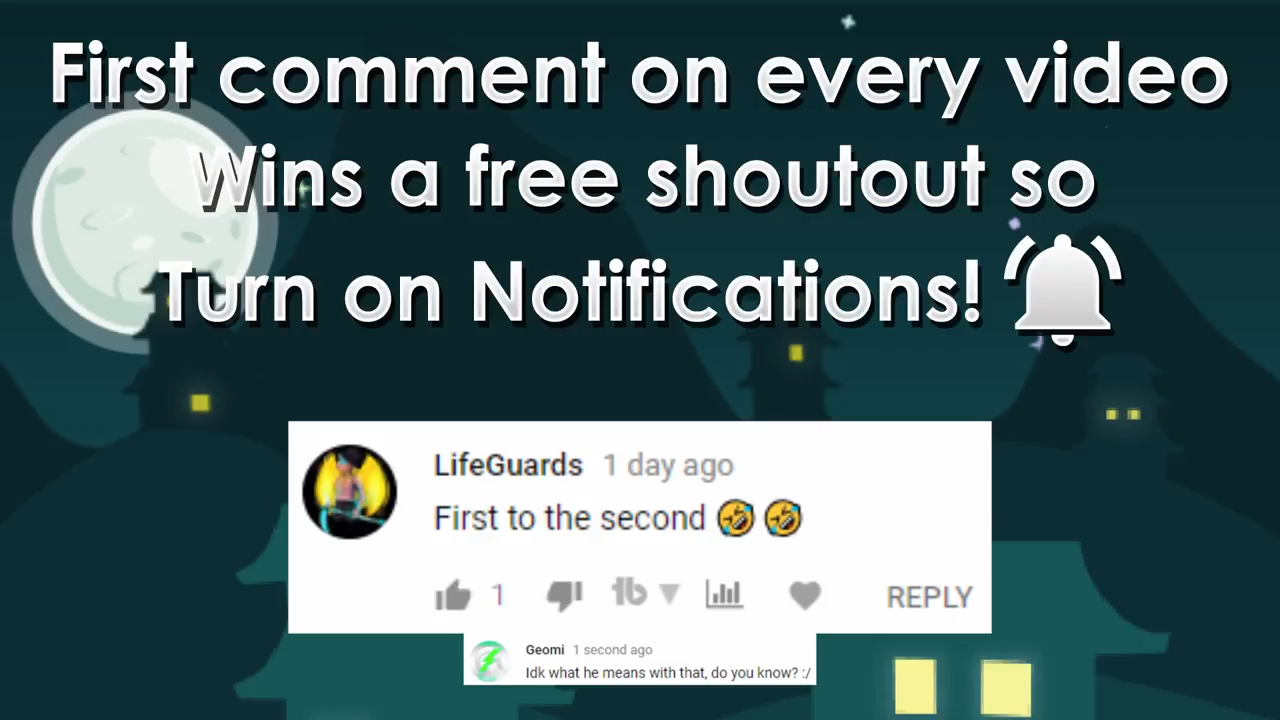 First comment on every video
Wins a free shoutout so
Turn on Notifications!
LifeGuards 1 day ago
First to the second 🤣 🤣
1 tb REPLY
Geomi 1 second ago
Idk what he means with that, do you know? :/